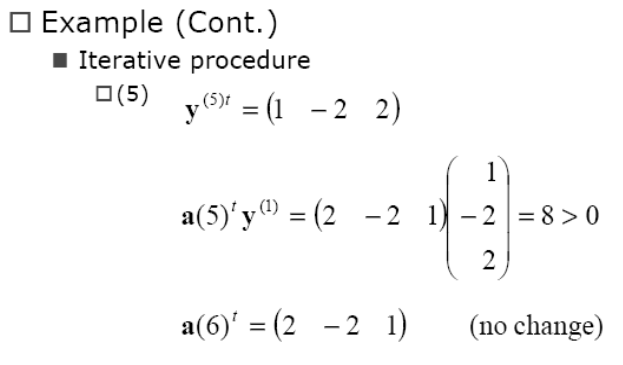 □ Example (Cont.)
■ Iterative procedure
□(5) y⁽⁵⁾ᵗ = (1 −2 2)
a(5)ᵗ y⁽¹⁾ = (2 −2 1) (1 −2 2) = 8 > 0
a(6)ᵗ = (2 −2 1) (no change)